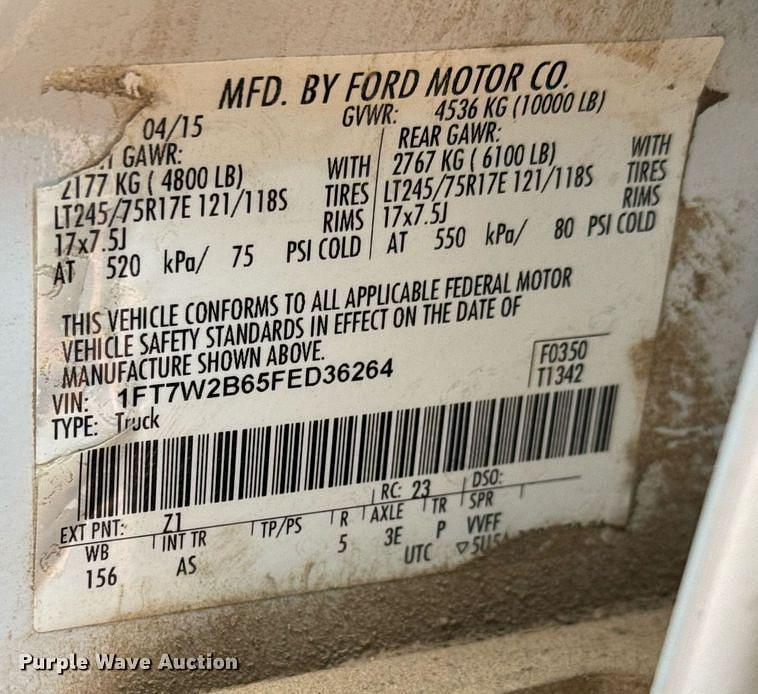 MFD. BY FORD MOTOR CO.
04/15 GVWR: 4536 KG (10000 LB)
GAWR: REAR GAWR:
2177 KG ( 4800 LB) WITH 2767 KG ( 6100 LB) WITH
LT245/75R17E 121/118S TIRES LT245/75R17E 121/118S TIRES
17x7.5J RIMS 17x7.5J RIMS
AT 520 kPa/ 75 PSI COLD AT 550 kPa/ 80 PSI COLD
THIS VEHICLE CONFORMS TO ALL APPLICABLE FEDERAL MOTOR
VEHICLE SAFETY STANDARDS IN EFFECT ON THE DATE OF
MANUFACTURE SHOWN ABOVE.
VIN: 1FT7W2B65FED36264 F0350
TYPE: Truck T1342
EXT PNT: Z1 RC: 23 DSO:
WB INT TR TP/PS R AXLE TR SPR
156 AS 5 3E P VVFF
UTC
Purple Wave Auction